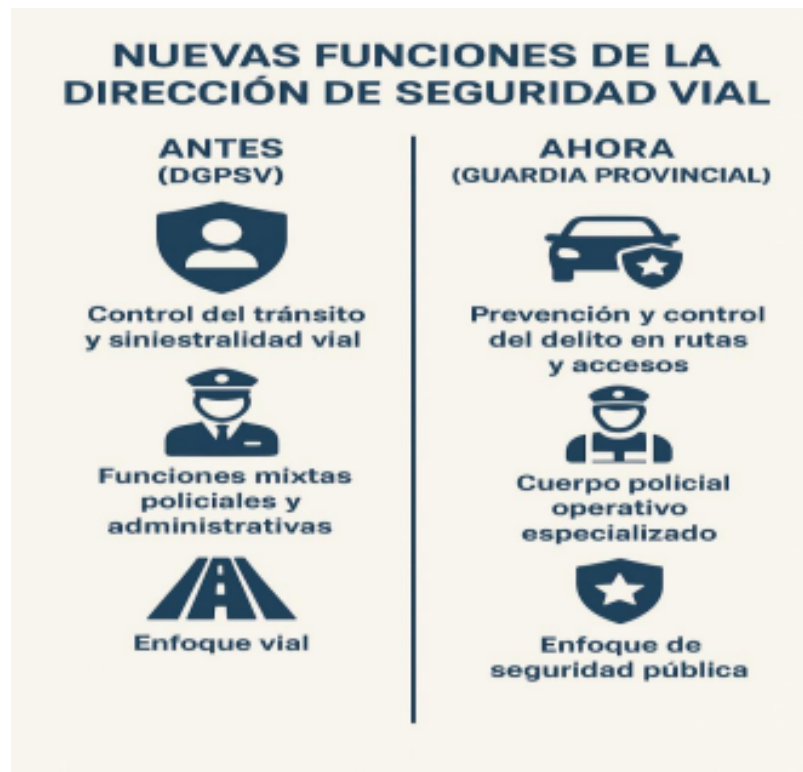 NUEVAS FUNCIONES DE LA
DIRECCIÓN DE SEGURIDAD VIAL
ANTES
(DGPSV)
Control del tránsito
y siniestralidad vial
Funciones mixtas
policiales y
administrativas
Enfoque vial
AHORA
(GUARDIA PROVINCIAL)
Prevención y control
del delito en rutas
y accesos
Cuerpo policial
operativo
especializado
Enfoque de
seguridad pública